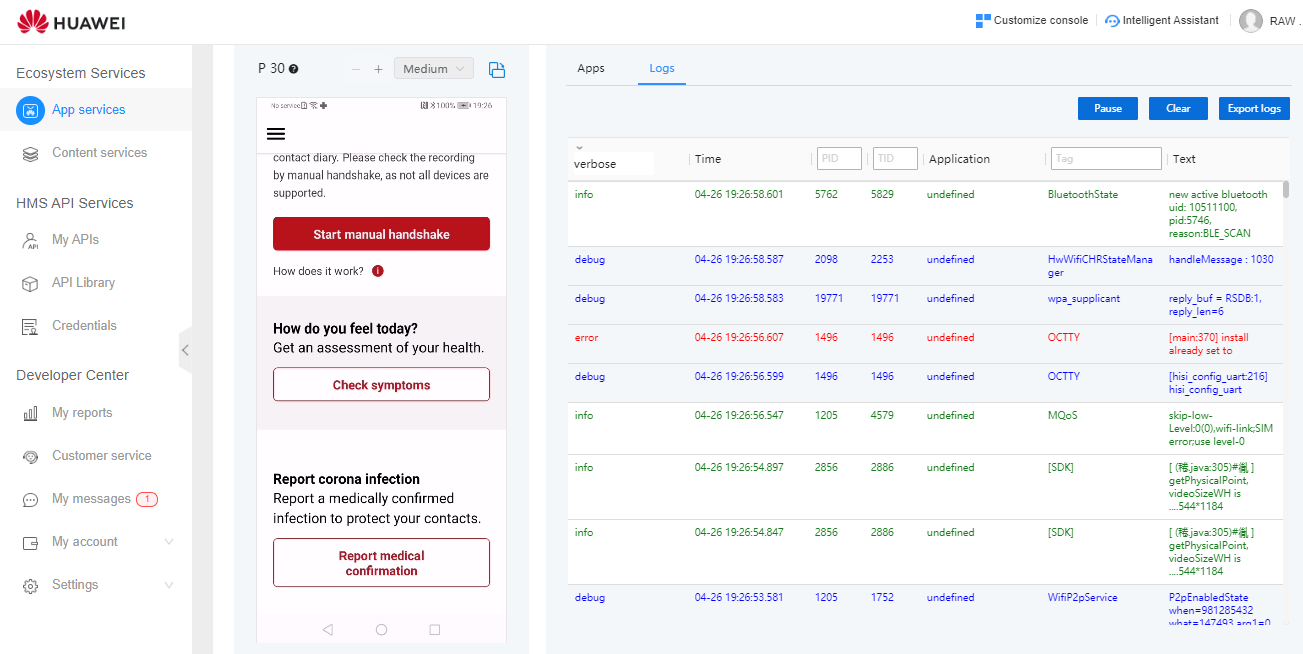 HUAWEI
Customize console
Intelligent Assistant
RAW .
Ecosystem Services
App services
Content services
HMS API Services
My APIs
API Library
Credentials
Developer Center
My reports
Customer service
My messages 1
My account
Settings
P 30 ?
− + Medium
No service 100% 19:26
contact diary. Please check the recording
by manual handshake, as not all devices are
supported.
Start manual handshake
How does it work?
How do you feel today?
Get an assessment of your health.
Check symptoms
Report corona infection
Report a medically confirmed
infection to protect your contacts.
Report medical
confirmation
Apps Logs
Pause Clear Export logs
verbose Time PID TID Application Tag Text
info 04-26 19:26:58.601 5762 5829 undefined BluetoothState new active bluetooth
uid: 10511100,
pid:5746,
reason:BLE_SCAN
debug 04-26 19:26:58.587 2098 2253 undefined HwWifiCHRStateMana handleMessage : 1030
ger
debug 04-26 19:26:58.583 19771 19771 undefined wpa_supplicant reply_buf = RSDB:1,
reply_len=6
error 04-26 19:26:56.607 1496 1496 undefined OCTTY [main:370] install
already set to
debug 04-26 19:26:56.599 1496 1496 undefined OCTTY [hisi_config_uart:216]
hisi_config_uart
info 04-26 19:26:56.547 1205 4579 undefined MQoS skip-low-
Level:0(0),wifi-link;SIM
error;use level-0
info 04-26 19:26:54.897 2856 2886 undefined [SDK] [ (.java:305)# ]
getPhysicalPoint,
videoSizeWH is
....544*1184
info 04-26 19:26:54.847 2856 2886 undefined [SDK] [ (.java:305)# ]
getPhysicalPoint,
videoSizeWH is
....544*1184
debug 04-26 19:26:53.581 1205 1752 undefined WifiP2pService P2pEnabledState
when=981285432
what=147493 arg1=0